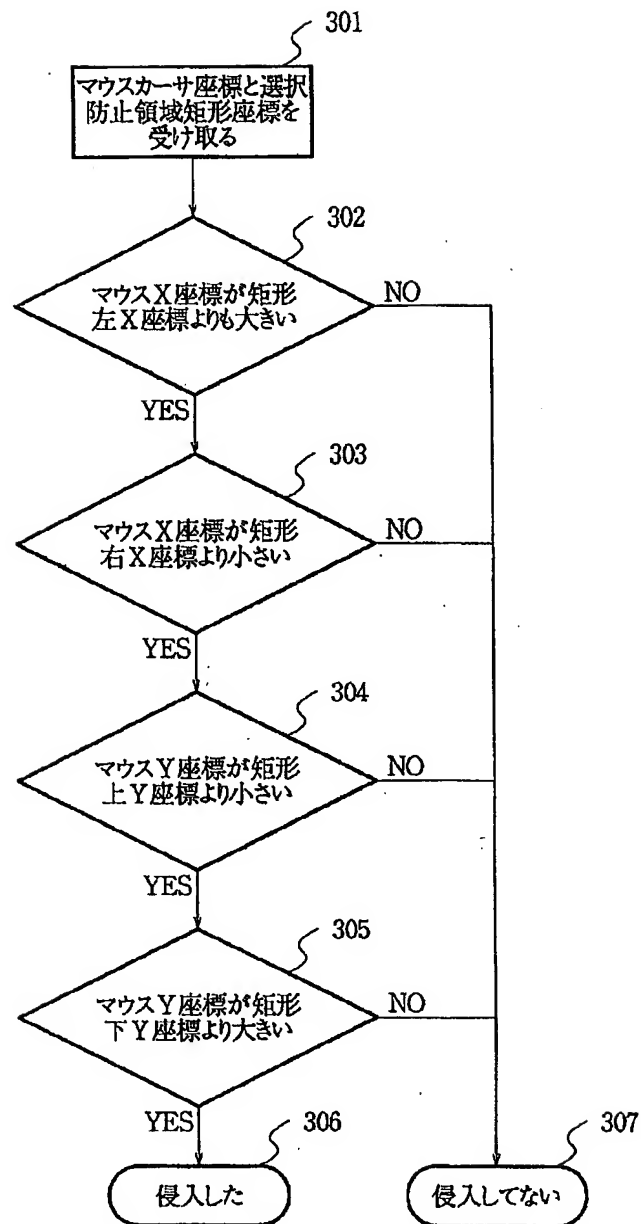 301
マウスカーサ座標と選択
防止領域矩形座標を
受け取る
302
マウスX座標が矩形
左X座標よりも大きい
NO
YES
303
マウスX座標が矩形
右X座標より小さい
NO
YES
304
マウスY座標が矩形
上Y座標より小さい
NO
YES
305
マウスY座標が矩形
下Y座標より大きい
NO
YES
306
307
侵入した
侵入してない